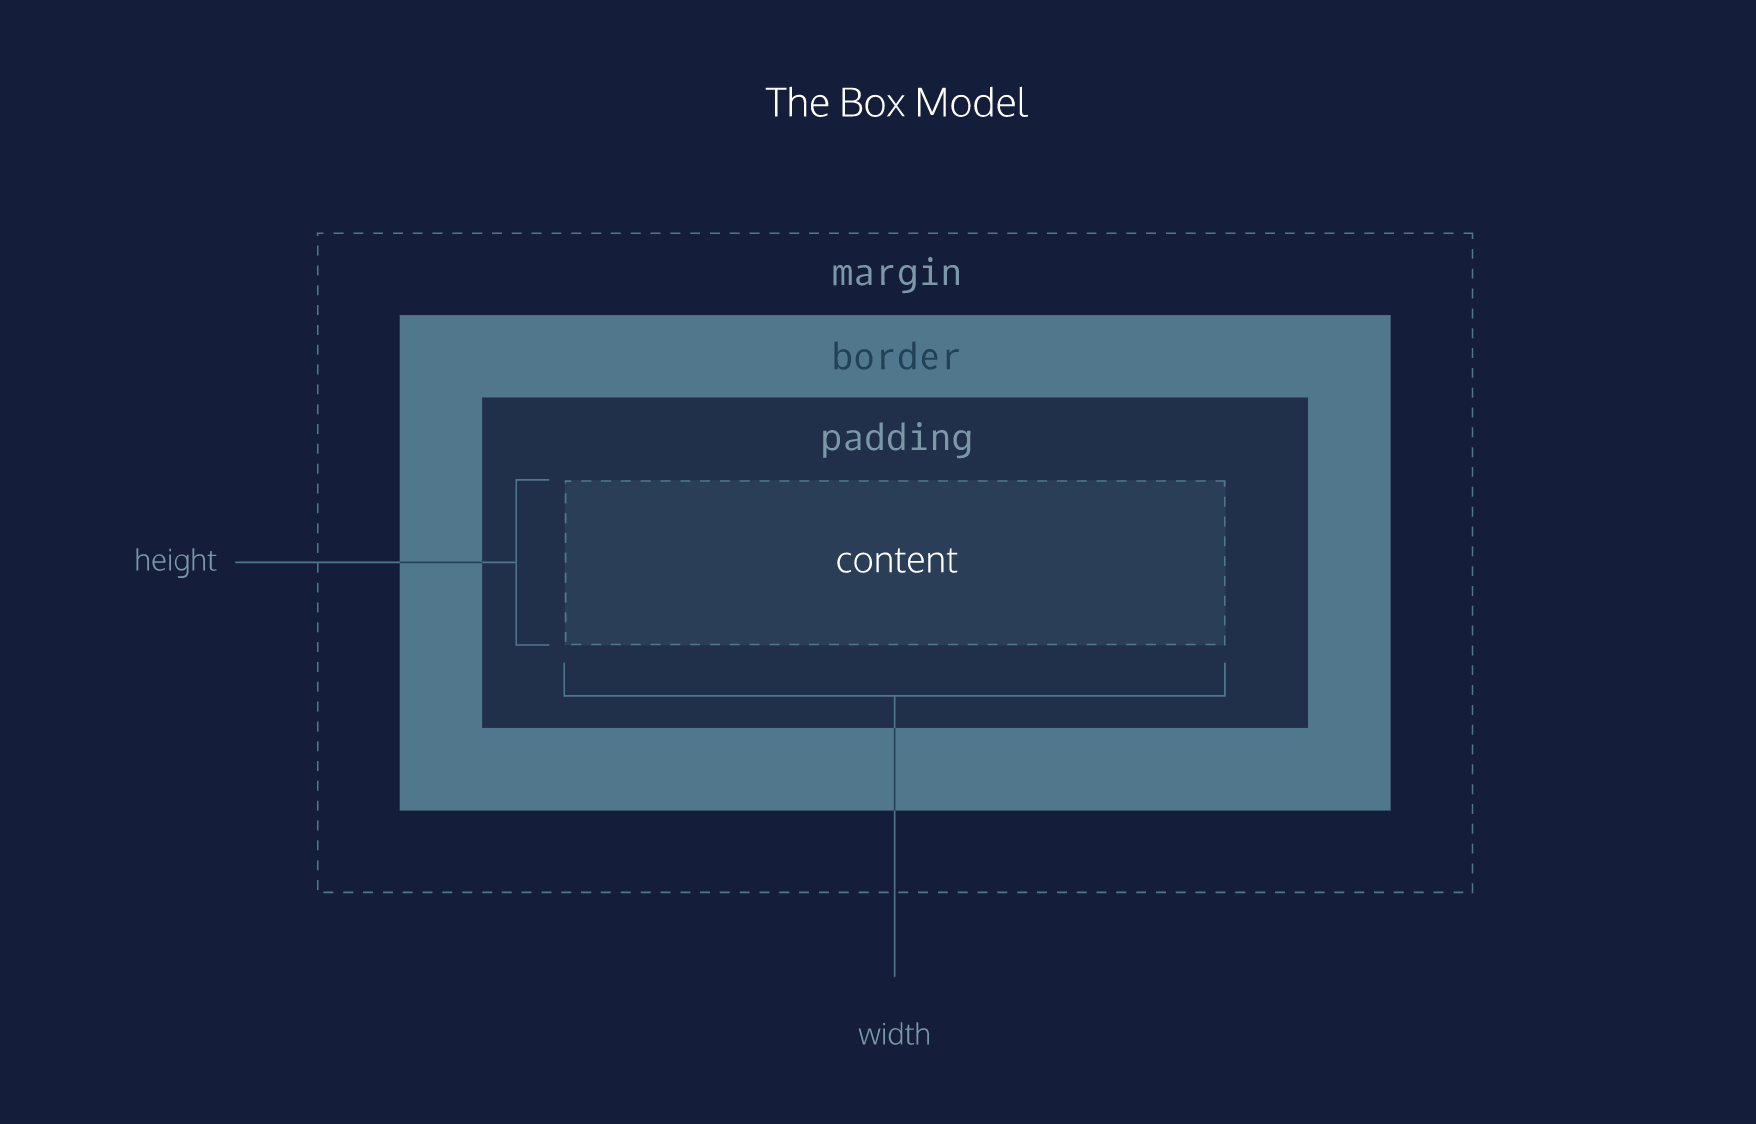 The Box Model
margin
border
padding
height
content
width